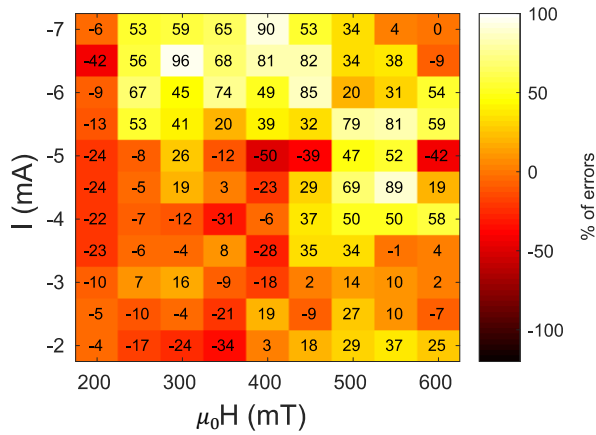 -7 -6 53 59 65 90 53 34 4 0 100
-42 56 96 68 81 82 34 38 -9
-6 -9 67 45 74 49 85 20 31 54 50
-13 53 41 20 39 32 79 81 59
-5 -24 -8 26 -12 -50 -39 47 52 -42 0
-24 -5 19 3 -23 29 69 89 19
-4 -22 -7 -12 -31 -6 37 50 50 58 -50
-23 -6 -4 8 -28 35 34 -1 4
-3 -10 7 16 -9 -18 2 14 10 2
-5 -10 -4 -21 19 -9 27 10 -7 -100
-2 -4 -17 -24 -34 3 18 29 37 25
200 300 400 500 600
I (mA)
μ₀H (mT)
% of errors